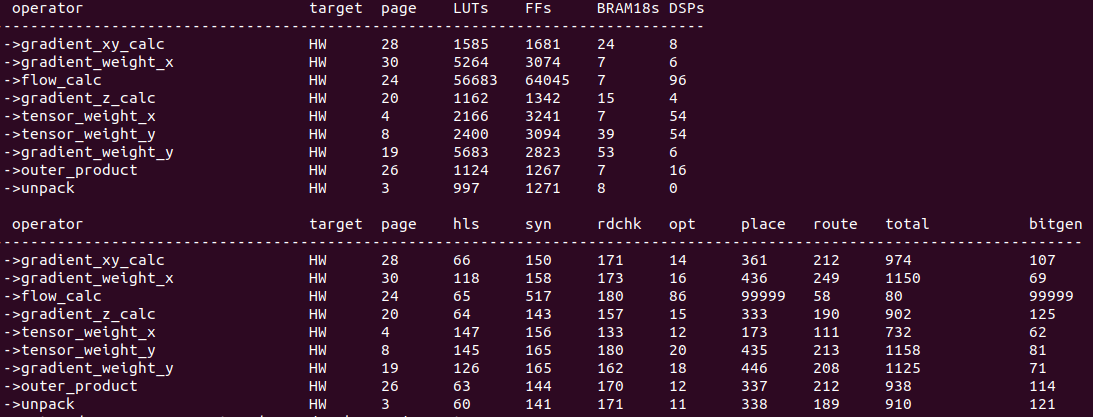 operator target page LUTs FFs BRAM18s DSPs
--------------------------------------------------------------------------------------
->gradient_xy_calc HW 28 1585 1681 24 8
->gradient_weight_x HW 30 5264 3074 7 6
->flow_calc HW 24 56683 64045 7 96
->gradient_z_calc HW 20 1162 1342 15 4
->tensor_weight_x HW 4 2166 3241 7 54
->tensor_weight_y HW 8 2400 3094 39 54
->gradient_weight_y HW 19 5683 2823 53 6
->outer_product HW 26 1124 1267 7 16
->unpack HW 3 997 1271 8 0
operator target page hls syn rdchk opt place route total bitgen
------------------------------------------------------------------------------------------------------------------------------------
->gradient_xy_calc HW 28 66 150 171 14 361 212 974 107
->gradient_weight_x HW 30 118 158 173 16 436 249 1150 69
->flow_calc HW 24 65 517 180 86 99999 58 80 99999
->gradient_z_calc HW 20 64 143 157 15 333 190 902 125
->tensor_weight_x HW 4 147 156 133 12 173 111 732 62
->tensor_weight_y HW 8 145 165 180 20 435 213 1158 81
->gradient_weight_y HW 19 126 165 162 18 446 208 1125 71
->outer_product HW 26 63 144 170 12 337 212 938 114
->unpack HW 3 60 141 171 11 338 189 910 121